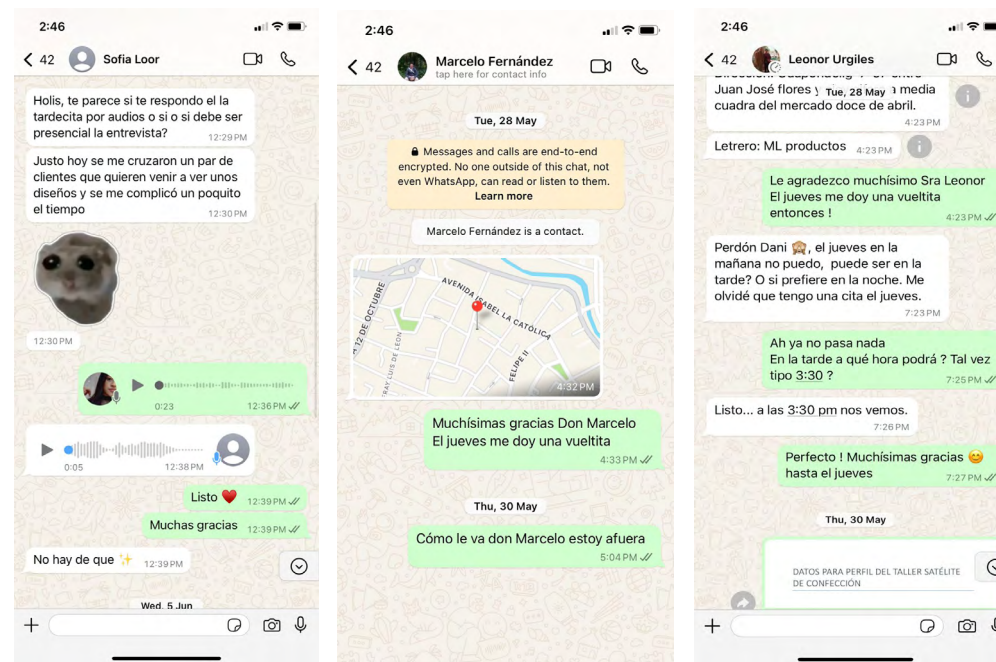 2:46
42
Sofia Loor
Holis, te parece si te respondo el la
tardecita por audios o si o si debe ser
presencial la entrevista?
12:29 PM
Justo hoy se me cruzaron un par de
clientes que quieren venir a ver unos
diseños y se me complicó un poquito
el tiempo
12:30 PM
12:30 PM
0:23
12:36 PM
0:05
12:38 PM
Listo ❤️
12:39 PM
Muchas gracias
12:39 PM
No hay de que ✨
12:39 PM
Wed, 5 Jun
2:46
42
Marcelo Fernández
tap here for contact info
Tue, 28 May
Messages and calls are end-to-end
encrypted. No one outside of this chat, not
even WhatsApp, can read or listen to them.
Learn more
Marcelo Fernández is a contact.
A 12 DE OCTUBRE
AVENIDA ISABEL LA CATÓLICA
FRAY LUIS DE LEON
FELIPE II
4:32 PM
Muchísimas gracias Don Marcelo
El jueves me doy una vueltita
4:33 PM
Thu, 30 May
Cómo le va don Marcelo estoy afuera
5:04 PM
2:46
42
Leonor Urgiles
Juan José flores y
Tue, 28 May
a media
cuadra del mercado doce de abril.
4:23 PM
Letrero: ML productos
4:23 PM
Le agradezco muchísimo Sra Leonor
El jueves me doy una vueltita
entonces !
4:23 PM
Perdón Dani 🙈, el jueves en la
mañana no puedo, puede ser en la
tarde? O si prefiere en la noche. Me
olvidé que tengo una cita el jueves.
7:23 PM
Ah ya no pasa nada
En la tarde a qué hora podrá ? Tal vez
tipo 3:30 ?
7:25 PM
Listo... a las 3:30 pm nos vemos.
7:26 PM
Perfecto ! Muchísimas gracias 😊
hasta el jueves
7:27 PM
Thu, 30 May
DATOS PARA PERFIL DEL TALLER SATÉLITE
DE CONFECCIÓN